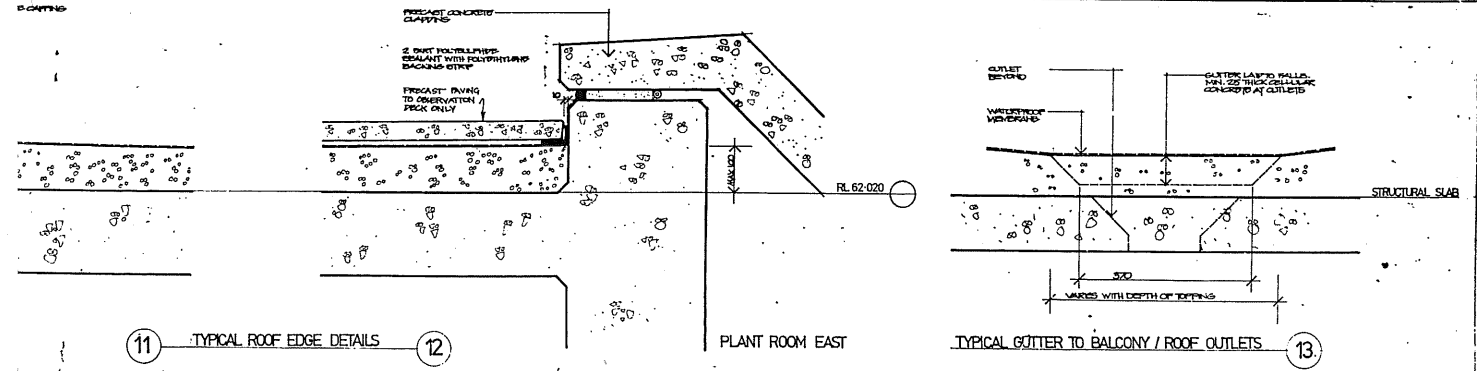 CAPPING
PRECAST CONCRETE
CLADDING
2 PART POLYSULPHIDE
SEALANT WITH POLYETHYLENE
BACKING STRIP
PRECAST PAVING
TO OBSERVATION
DECK ONLY
15
RL 62·020
11 TYPICAL ROOF EDGE DETAILS 12
PLANT ROOM EAST
OUTLET
BEYOND
WATERPROOF
MEMBRANE
GUTTER LAID TO FALLS.
MIN. 25 THICK CELLULAR
CONCRETE AT OUTLETS
STRUCTURAL SLAB
370
VARIES WITH DEPTH OF TOPPING
TYPICAL GUTTER TO BALCONY / ROOF OUTLETS 13.